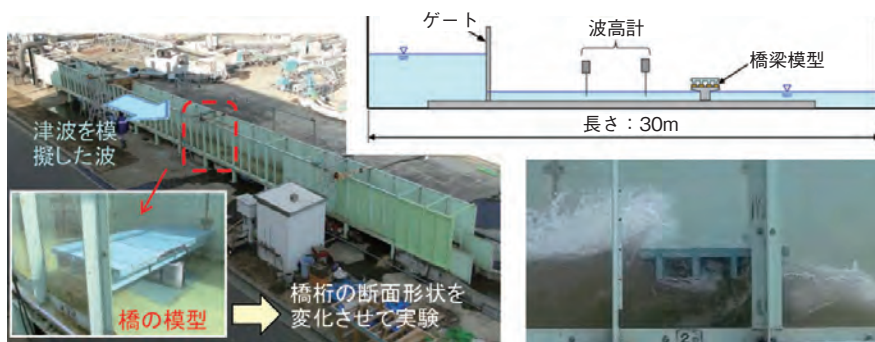 津波を模
擬した波
橋の模型
橋桁の断面形状を
変化させて実験
ゲート
波高計
橋梁模型
長さ：30m
2